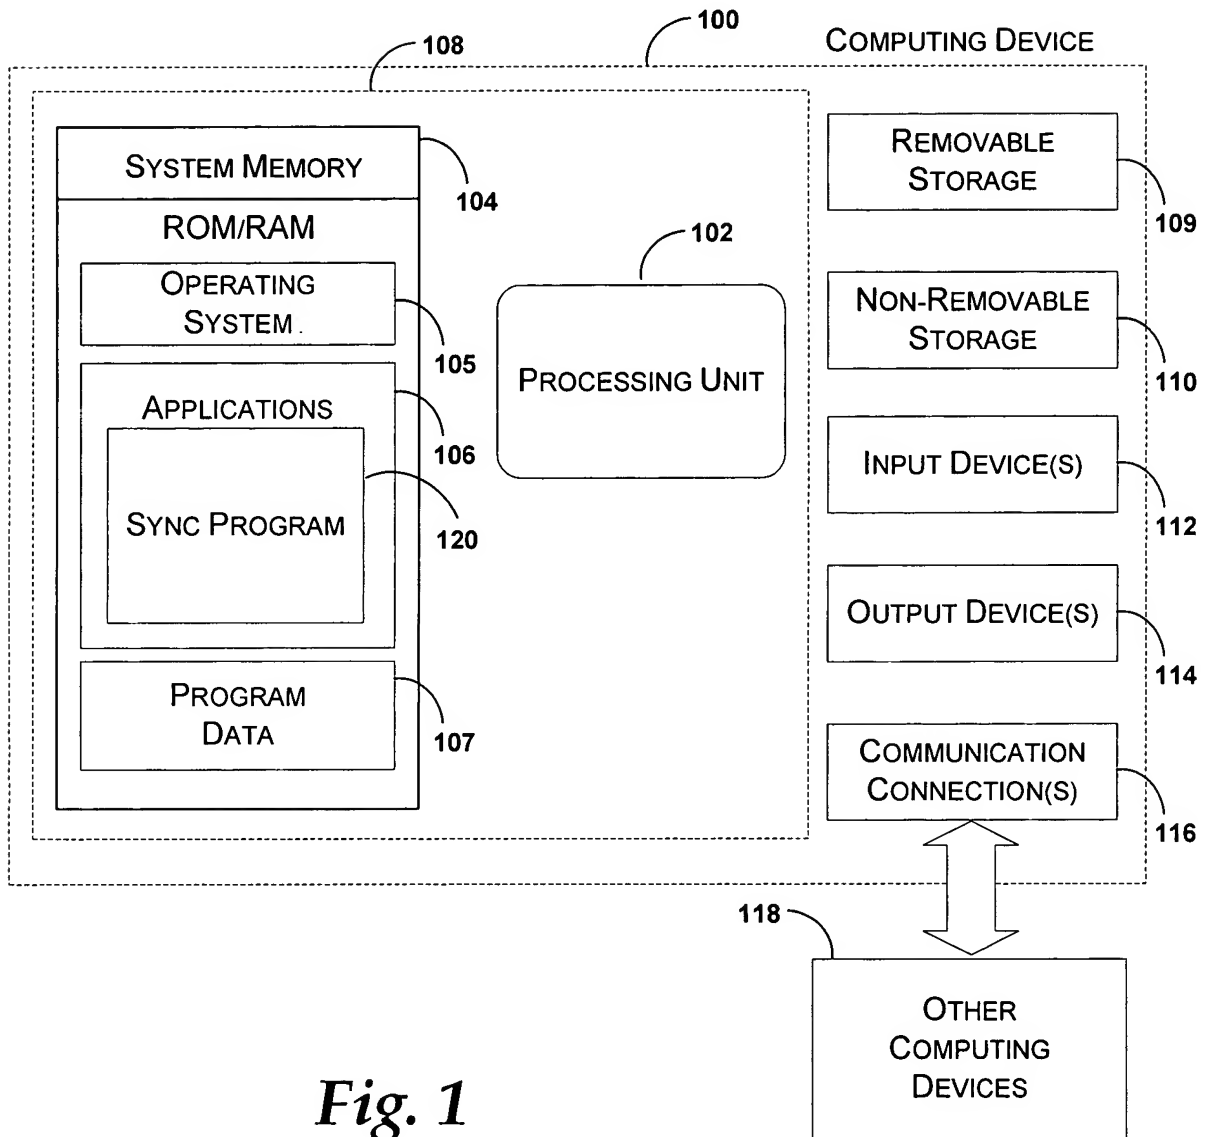 100
COMPUTING DEVICE
108
SYSTEM MEMORY
104
ROM/RAM
OPERATING
SYSTEM
105
APPLICATIONS
106
SYNC PROGRAM
120
PROGRAM
DATA
107
102
PROCESSING UNIT
REMOVABLE
STORAGE
109
NON-REMOVABLE
STORAGE
110
INPUT DEVICE(S)
112
OUTPUT DEVICE(S)
114
COMMUNICATION
CONNECTION(S)
116
118
OTHER
COMPUTING
DEVICES
Fig. 1